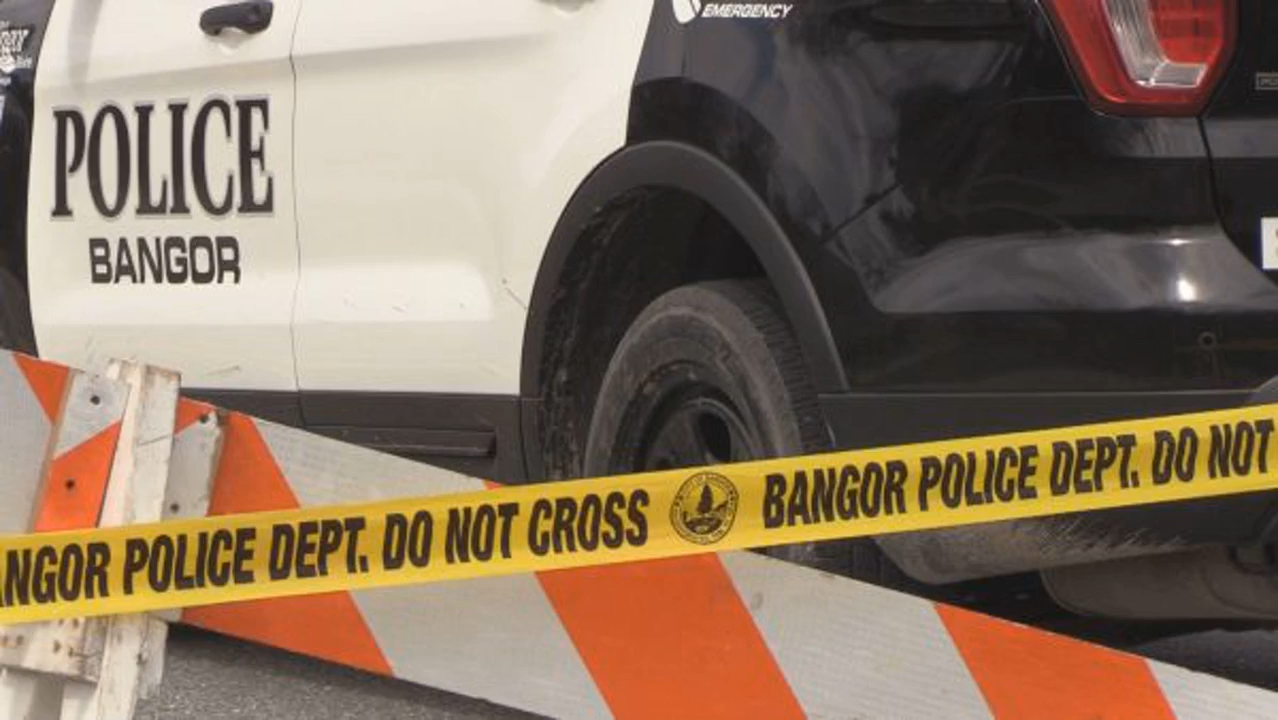 EMERGENCY
POLICE
BANGOR
BANGOR POLICE DEPT. DO NOT
ANGOR POLICE DEPT. DO NOT CROSS